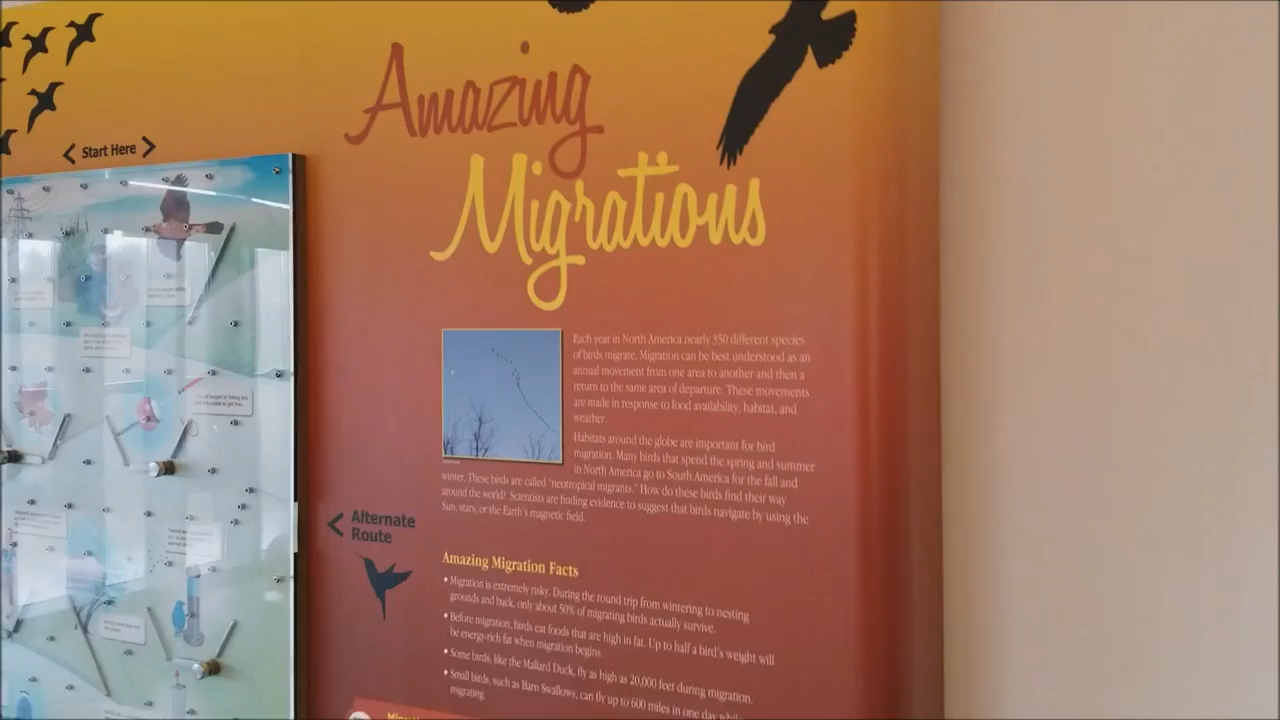 Amazing
Migrations
< Start Here >
Each year in North America nearly 350 different species
of birds migrate. Migration can be best understood as an
annual movement from one area to another and then a
return to the same area of departure. These movements
are made in response to food availability, habitat, and
weather.
Habitats around the globe are important for bird
migration. Many birds that spend the spring and summer
in North America go to South America for the fall and
winter. These birds are called "neotropical migrants." How do these birds find their way
around the world? Scientists are finding evidence to suggest that birds navigate by using the
Sun, stars, or the Earth's magnetic field.
< Alternate
Route
Amazing Migration Facts
• Migration is extremely risky. During the round trip from wintering to nesting
grounds and back, only about 50% of migrating birds actually survive.
• Before migration, birds eat foods that are high in fat. Up to half a bird's weight will
be energy-rich fat when migration begins.
• Some birds, like the Mallard Duck, fly as high as 20,000 feet during migration.
• Small birds, such as Barn Swallows, can fly up to 600 miles in one day while
migrating.